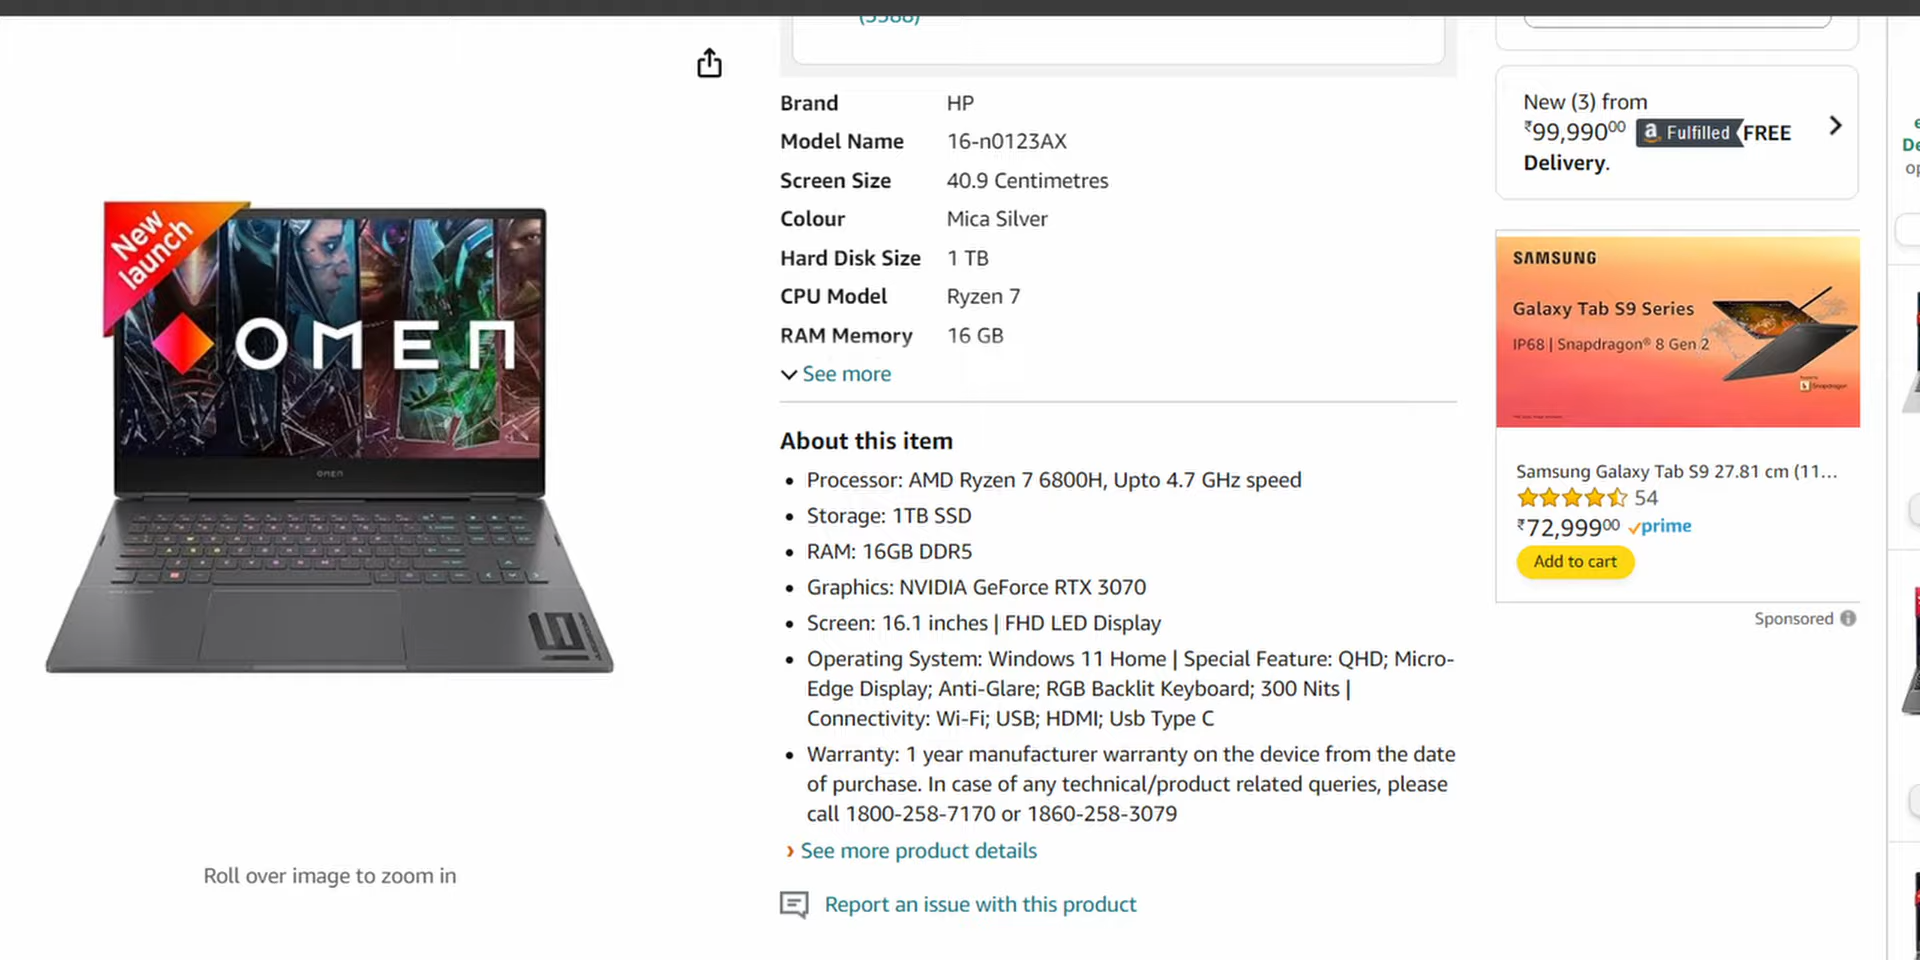 New
launch
OMEN
OMEN
Roll over image to zoom in
Brand HP
Model Name 16-n0123AX
Screen Size 40.9 Centimetres
Colour Mica Silver
Hard Disk Size 1 TB
CPU Model Ryzen 7
RAM Memory 16 GB
See more
About this item
• Processor: AMD Ryzen 7 6800H, Upto 4.7 GHz speed
• Storage: 1TB SSD
• RAM: 16GB DDR5
• Graphics: NVIDIA GeForce RTX 3070
• Screen: 16.1 inches | FHD LED Display
• Operating System: Windows 11 Home | Special Feature: QHD; Micro-
Edge Display; Anti-Glare; RGB Backlit Keyboard; 300 Nits |
Connectivity: Wi-Fi; USB; HDMI; Usb Type C
• Warranty: 1 year manufacturer warranty on the device from the date
of purchase. In case of any technical/product related queries, please
call 1800-258-7170 or 1860-258-3079
› See more product details
Report an issue with this product
New (3) from
₹99,990⁰⁰ a Fulfilled FREE
Delivery.
SAMSUNG
Galaxy Tab S9 Series
IP68 | Snapdragon® 8 Gen 2
Snapdragon
Samsung Galaxy Tab S9 27.81 cm (11...
54
₹72,999⁰⁰ prime
Add to cart
Sponsored